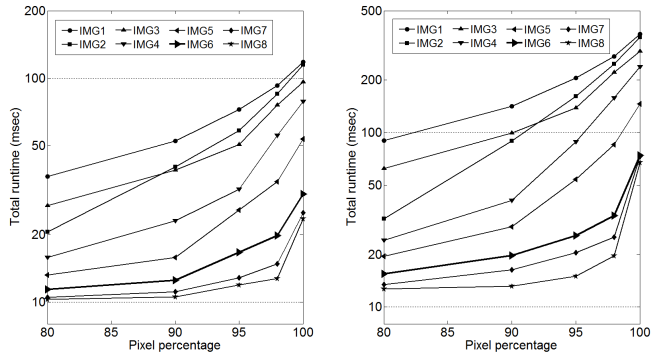 200
100
50
20
10
80
85
90
95
100
Total runtime (msec)
Pixel percentage
IMG1
IMG3
IMG5
IMG7
IMG2
IMG4
IMG6
IMG8
500
200
100
50
20
10
80
85
90
95
100
Total runtime (msec)
Pixel percentage
IMG1
IMG3
IMG5
IMG7
IMG2
IMG4
IMG6
IMG8